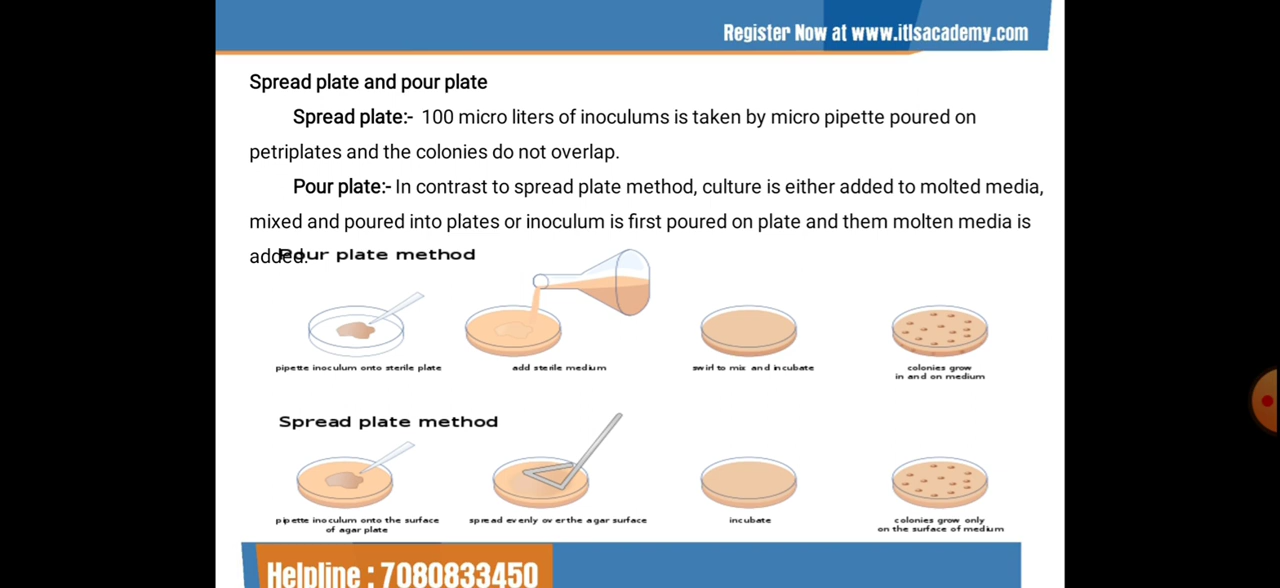 Register Now at www.itlsacademy.com
Spread plate and pour plate
Spread plate:- 100 micro liters of inoculums is taken by micro pipette poured on
petriplates and the colonies do not overlap.
Pour plate:- In contrast to spread plate method, culture is either added to molted media,
mixed and poured into plates or inoculum is first poured on plate and them molten media is
added.
Pour plate method
pipette inoculum onto sterile plate
add sterile medium
swirl to mix and incubate
colonies grow
in and on medium
Spread plate method
pipette inoculum onto the surface
of agar plate
spread evenly over the agar surface
incubate
colonies grow only
on the surface of medium
Helpline : 7080833450